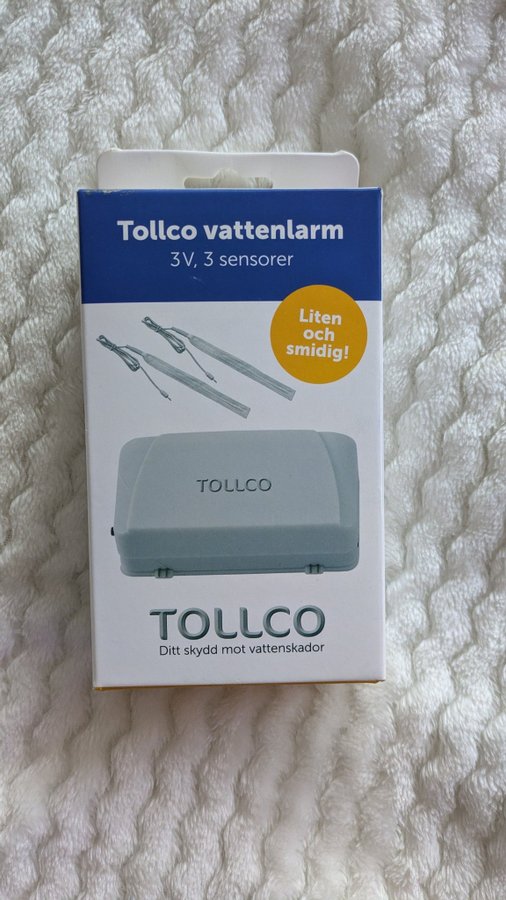 Tollco vattenlarm
3V, 3 sensorer
Liten
och
smidig!
TOLLCO
TOLLCO
Ditt skydd mot vattenskador